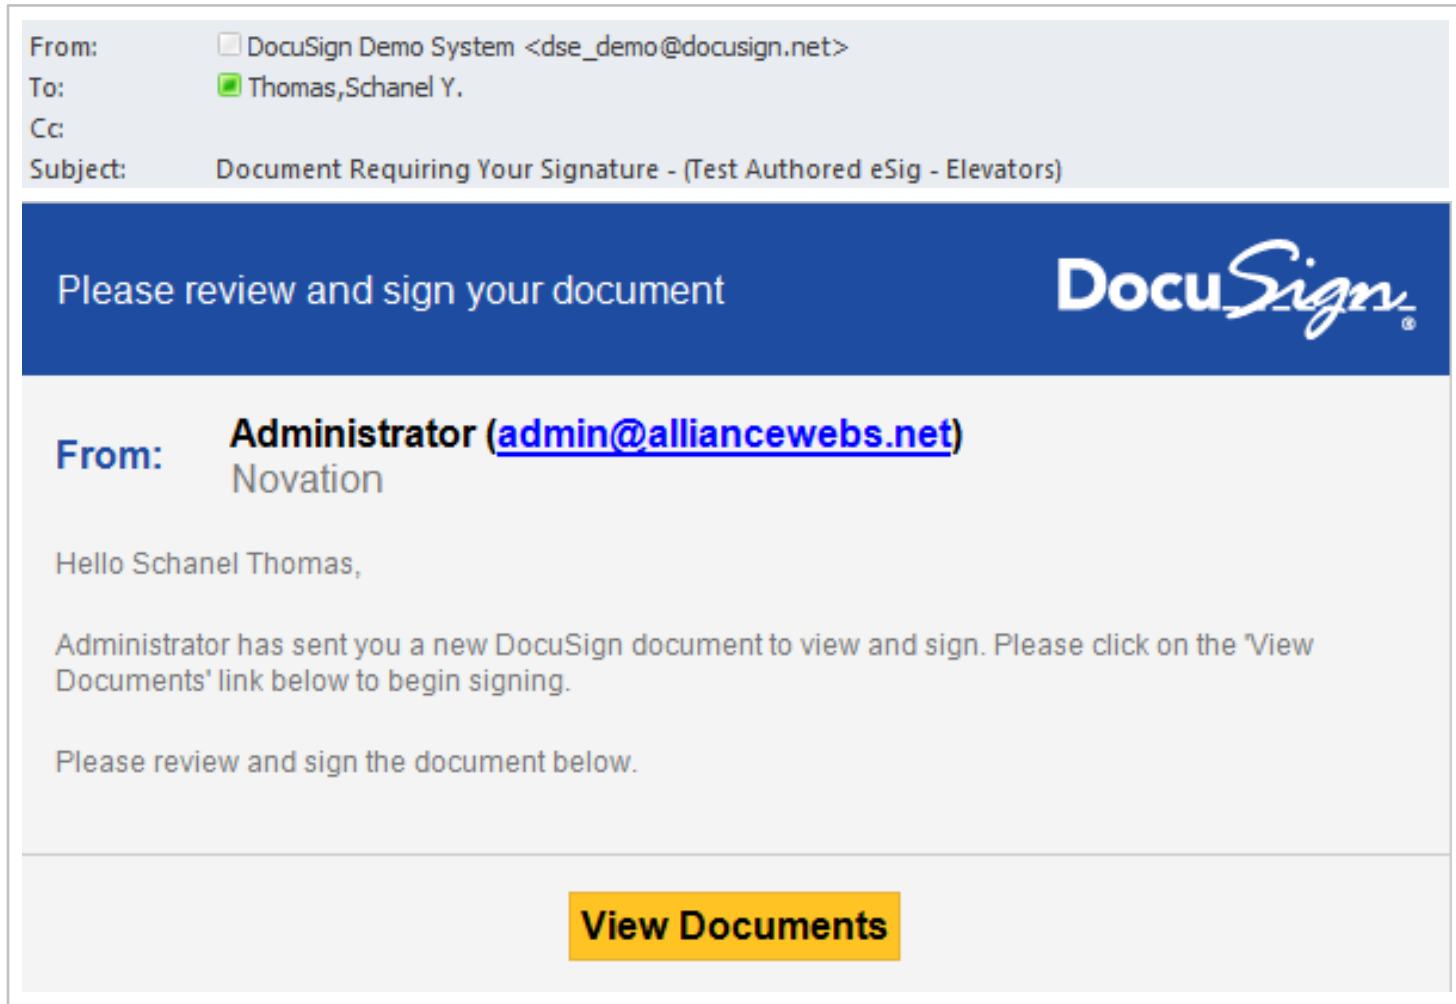 From: DocuSign Demo System <dse_demo@docusign.net>
To: Thomas,Schanel Y.
Cc:
Subject: Document Requiring Your Signature - (Test Authored eSig - Elevators)
Please review and sign your document
DocuSign®
From: Administrator (admin@alliancewebs.net)
Novation
Hello Schanel Thomas,
Administrator has sent you a new DocuSign document to view and sign. Please click on the 'View
Documents' link below to begin signing.
Please review and sign the document below.
View Documents